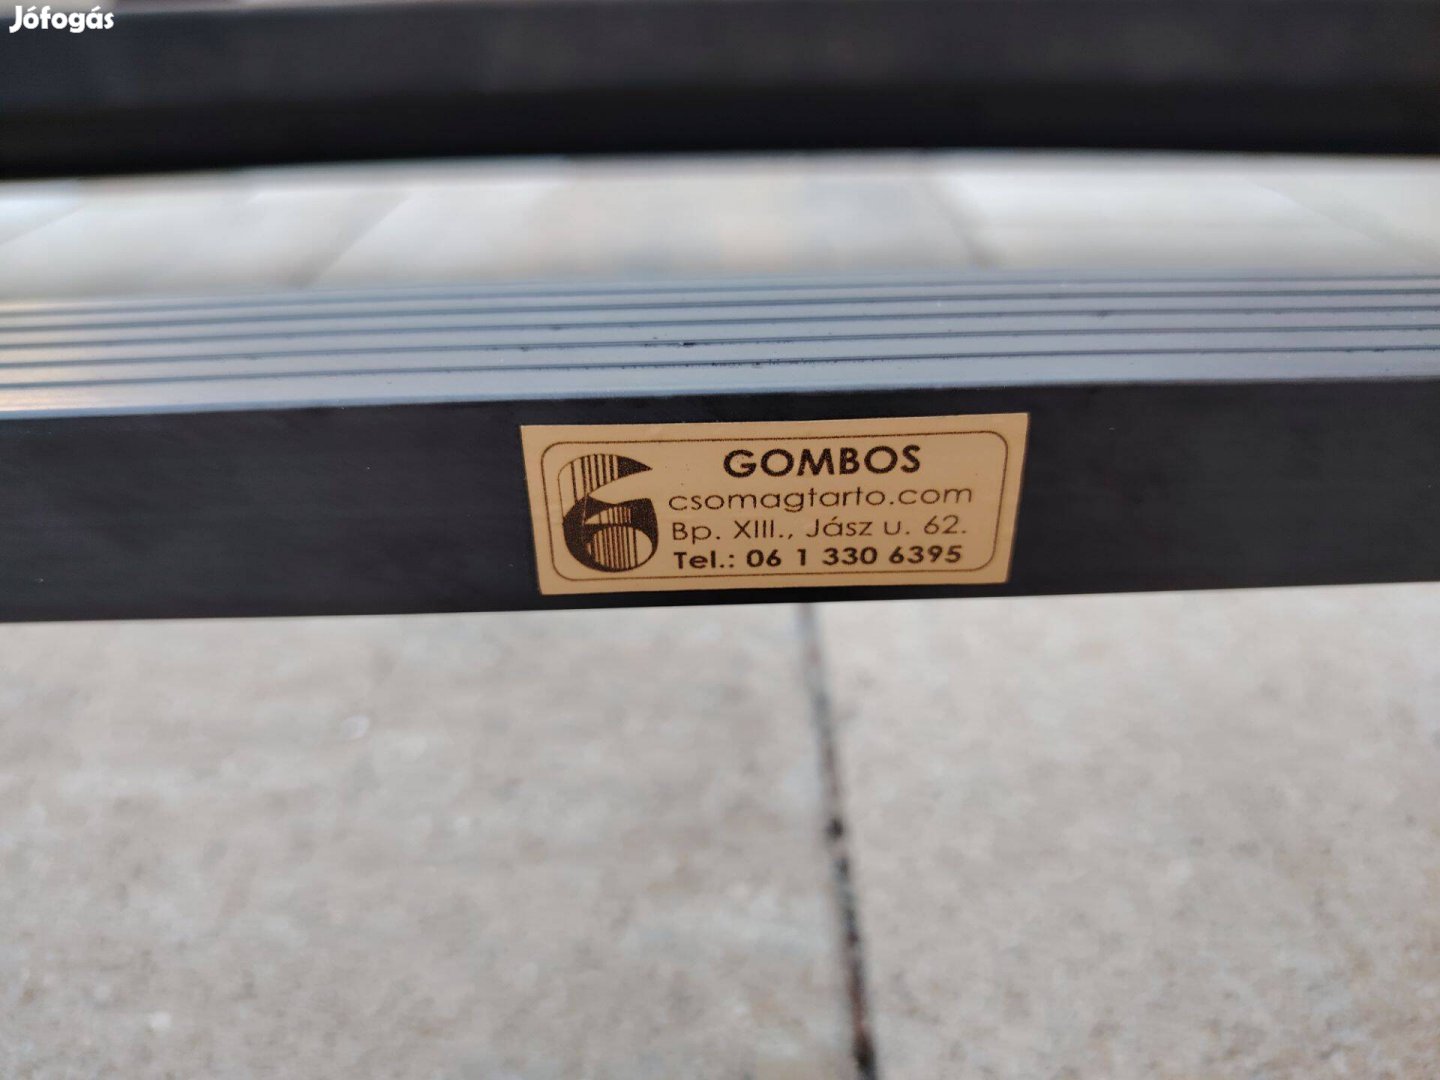 Jófogás
GOMBOS
csomagtarto.com
Bp. XIII., Jász u. 62.
Tel.: 06 1 330 6395